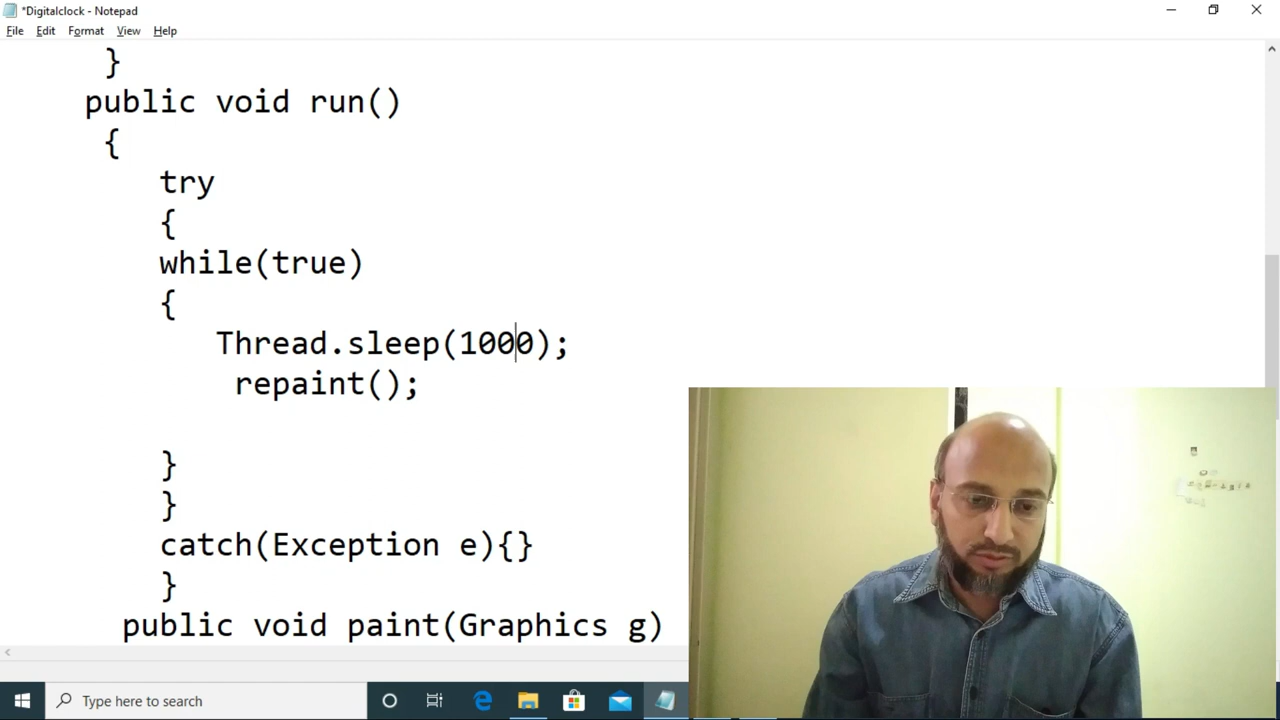 *Digitalclock - Notepad
File Edit Format View Help
}
public void run()
{
try
{
while(true)
{
Thread.sleep(1000);
repaint();
}
}
catch(Exception e){}
}
public void paint(Graphics g)
Type here to search